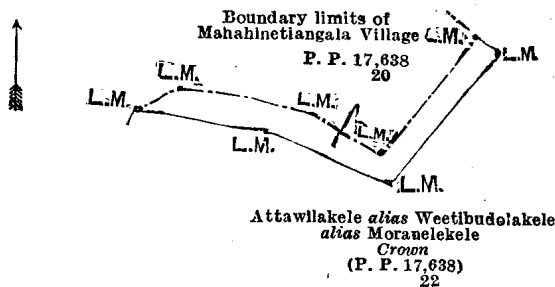 Boundary limits of
Mahahinetiangala Village L.M.
P. P. 17,638
20
L.M.
L.M.
L.M.
L.M.
L.M.
L.M.
L.M.
Attawilakele alias Weetibudolakele
alias Moranelekele
Crown
(P. P. 17,638)
22